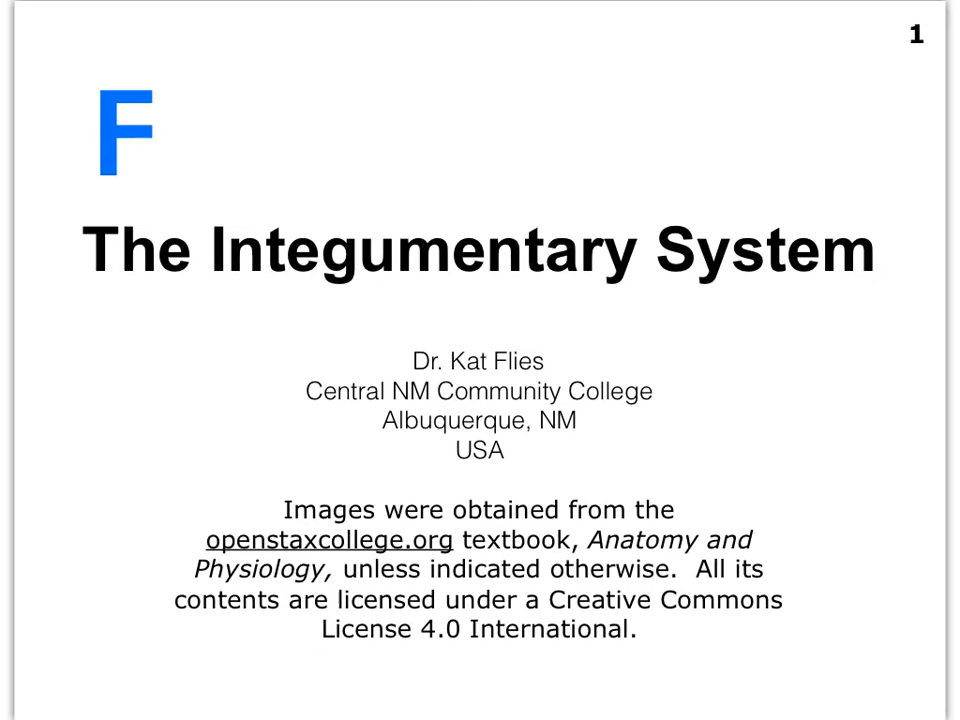 1
F
The Integumentary System
Dr. Kat Flies
Central NM Community College
Albuquerque, NM
USA
Images were obtained from the
openstaxcollege.org textbook, Anatomy and
Physiology, unless indicated otherwise.  All its
contents are licensed under a Creative Commons
License 4.0 International.